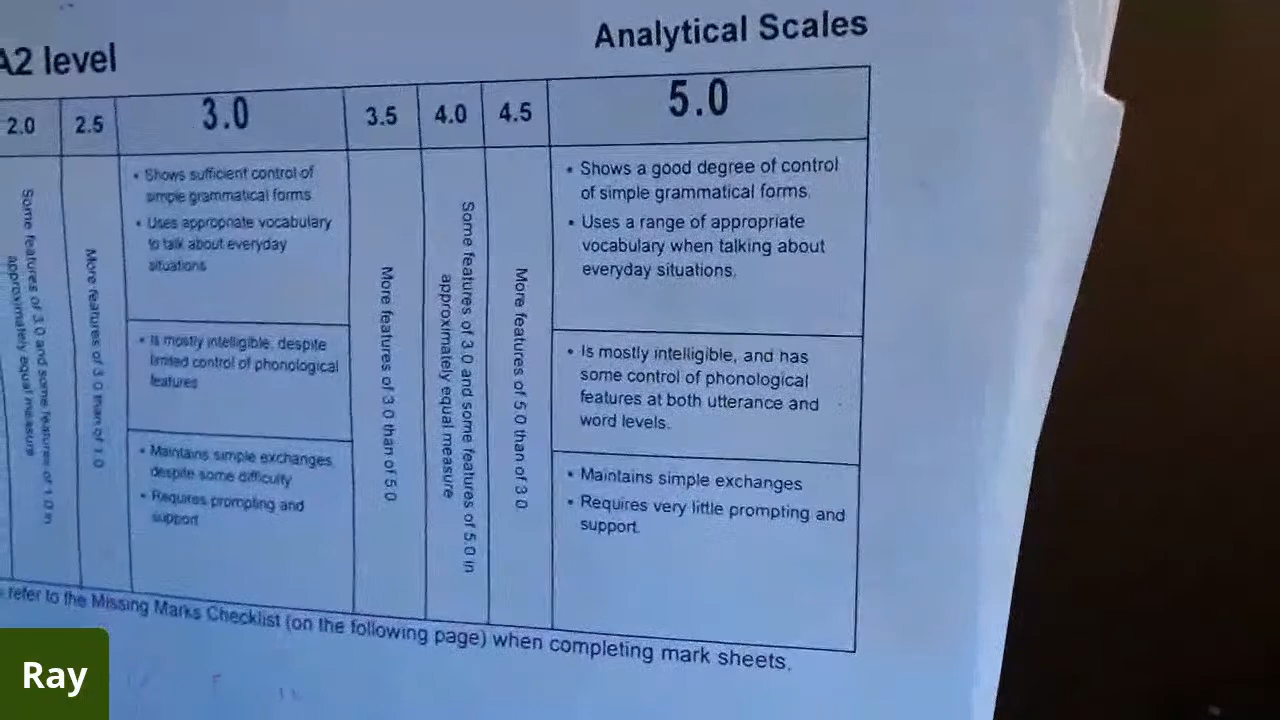 A2 level
Analytical Scales
2.0
2.5
3.0
3.5
4.0
4.5
5.0
Some features of 3.0 and some features of 1.0 in
approximately equal measure
More features of 3.0 than of 1.0
• Shows sufficient control of
simple grammatical forms
• Uses appropriate vocabulary
to talk about everyday
situations
• Is mostly intelligible, despite
limited control of phonological
features
• Maintains simple exchanges,
despite some difficulty
• Requires prompting and
support
More features of 3.0 than of 5.0
Some features of 3.0 and some features of 5.0 in
approximately equal measure
More features of 5.0 than of 3.0
• Shows a good degree of control
of simple grammatical forms.
• Uses a range of appropriate
vocabulary when talking about
everyday situations.
• Is mostly intelligible, and has
some control of phonological
features at both utterance and
word levels.
• Maintains simple exchanges
• Requires very little prompting and
support.
refer to the Missing Marks Checklist (on the following page) when completing mark sheets.
Ray